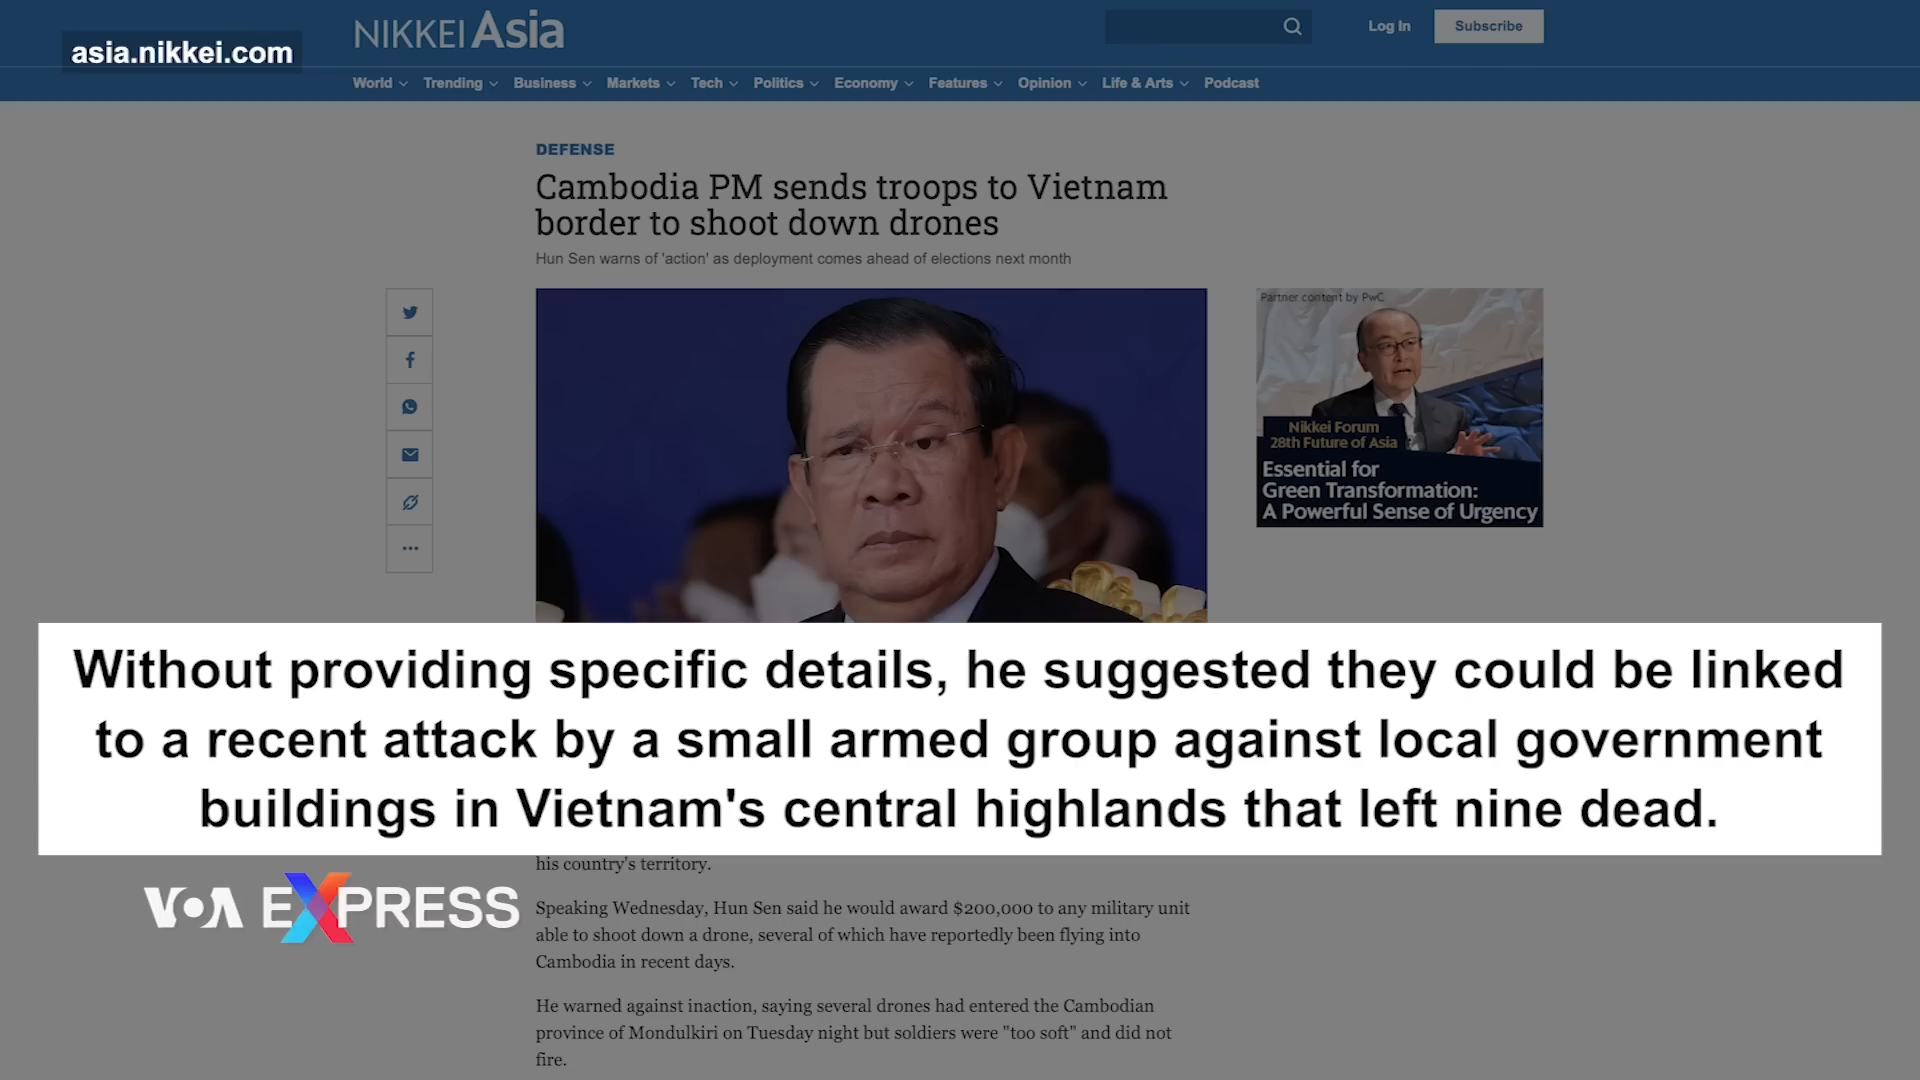 asia.nikkei.com
NIKKEI Asia
Log In
Subscribe
World Trending Business Markets Tech Politics Economy Features Opinion Life & Arts Podcast
DEFENSE
Cambodia PM sends troops to Vietnam
border to shoot down drones
Hun Sen warns of 'action' as deployment comes ahead of elections next month
Partner content by PwC
Nikkei Forum
28th Future of Asia
Essential for
Green Transformation:
A Powerful Sense of Urgency
Without providing specific details, he suggested they could be linked
to a recent attack by a small armed group against local government
buildings in Vietnam's central highlands that left nine dead.
his country's territory.
VOA EXPRESS
Speaking Wednesday, Hun Sen said he would award $200,000 to any military unit
able to shoot down a drone, several of which have reportedly been flying into
Cambodia in recent days.
He warned against inaction, saying several drones had entered the Cambodian
province of Mondulkiri on Tuesday night but soldiers were "too soft" and did not
fire.